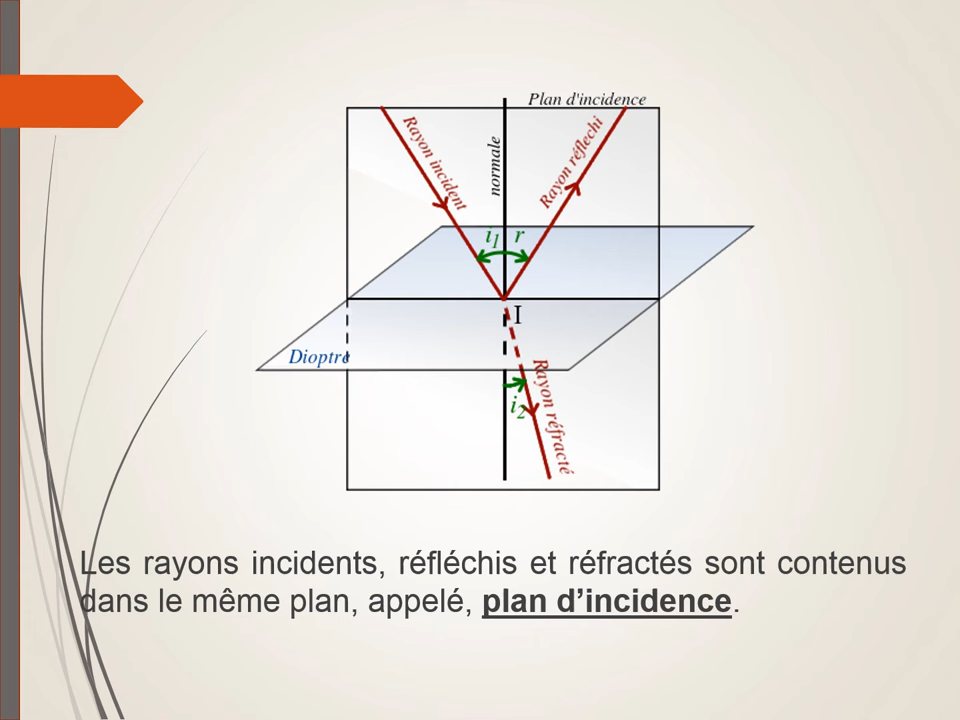 Plan d'incidence
Rayon incident
normale
Rayon réflechi
i1
r
I
Dioptre
i2
Rayon réfracté
Les rayons incidents, réfléchis et réfractés sont contenus
dans le même plan, appelé, plan d’incidence.